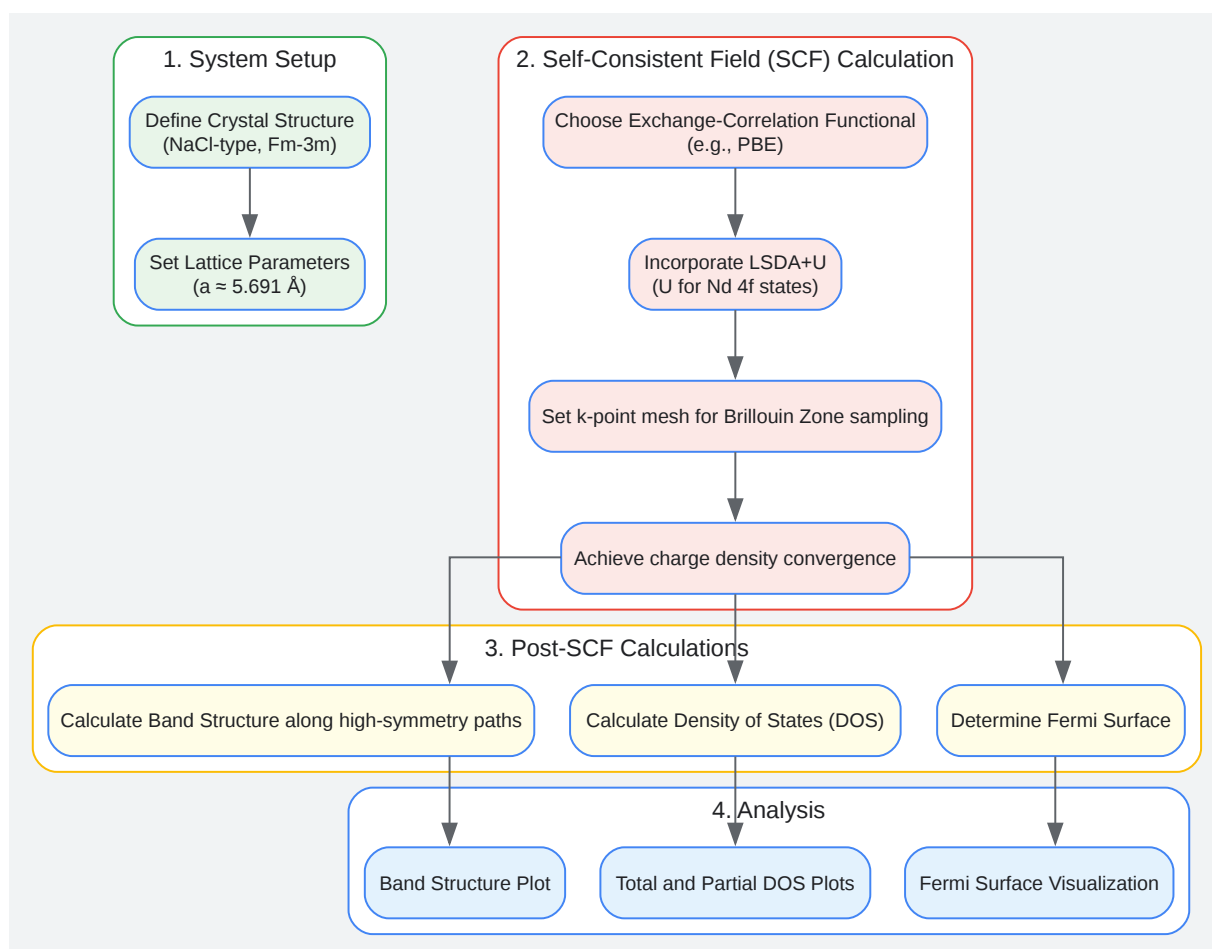 1. System Setup
Define Crystal Structure
(NaCl-type, Fm-3m)
Set Lattice Parameters
(a ≈ 5.691 Å)
2. Self-Consistent Field (SCF) Calculation
Choose Exchange-Correlation Functional
(e.g., PBE)
Incorporate LSDA+U
(U for Nd 4f states)
Set k-point mesh for Brillouin Zone sampling
Achieve charge density convergence
3. Post-SCF Calculations
Calculate Band Structure along high-symmetry paths
Calculate Density of States (DOS)
Determine Fermi Surface
4. Analysis
Band Structure Plot
Total and Partial DOS Plots
Fermi Surface Visualization